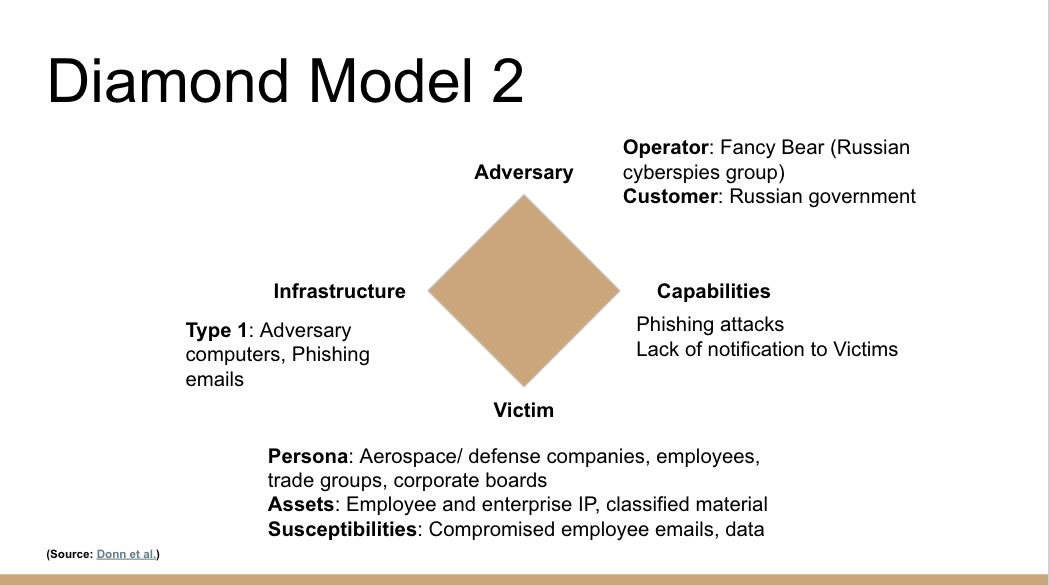 Diamond Model 2
Operator: Fancy Bear (Russian
cyberspies group)
Customer: Russian government
Adversary
Infrastructure
Capabilities
Type 1: Adversary
computers, Phishing
emails
Phishing attacks
Lack of notification to Victims
Victim
Persona: Aerospace/ defense companies, employees,
trade groups, corporate boards
Assets: Employee and enterprise IP, classified material
Susceptibilities: Compromised employee emails, data
(Source: Donn et al.)